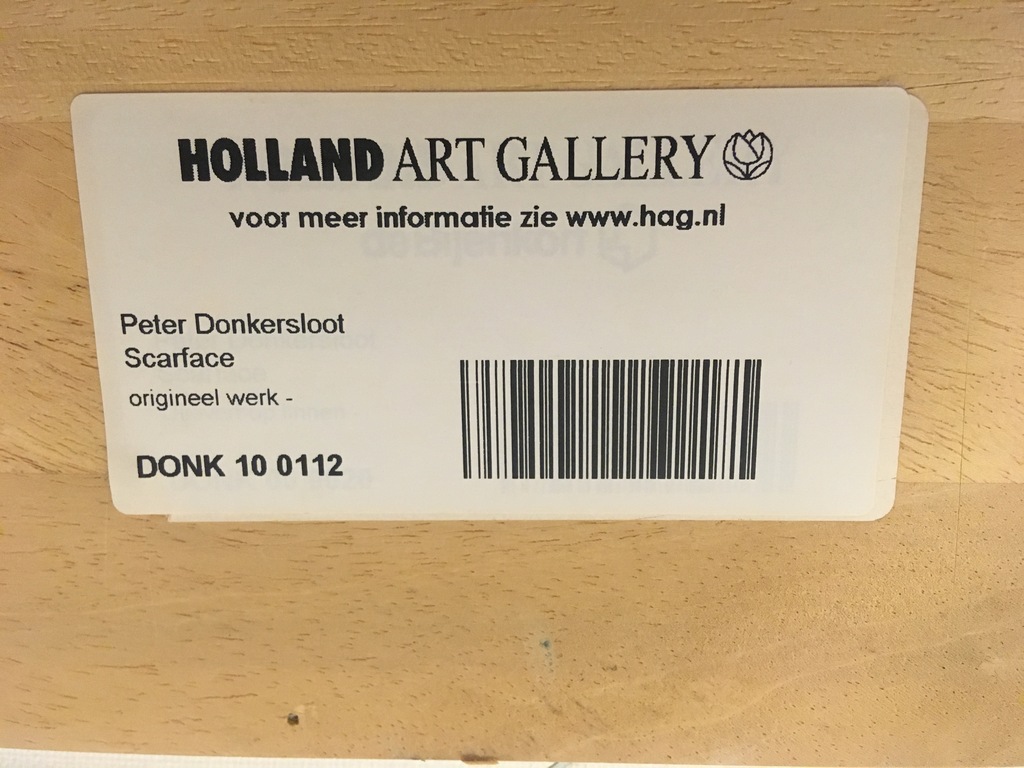 HOLLAND ART GALLERY
voor meer informatie zie www.hag.nl
Peter Donkersloot
Scarface
origineel werk -
DONK 10 0112